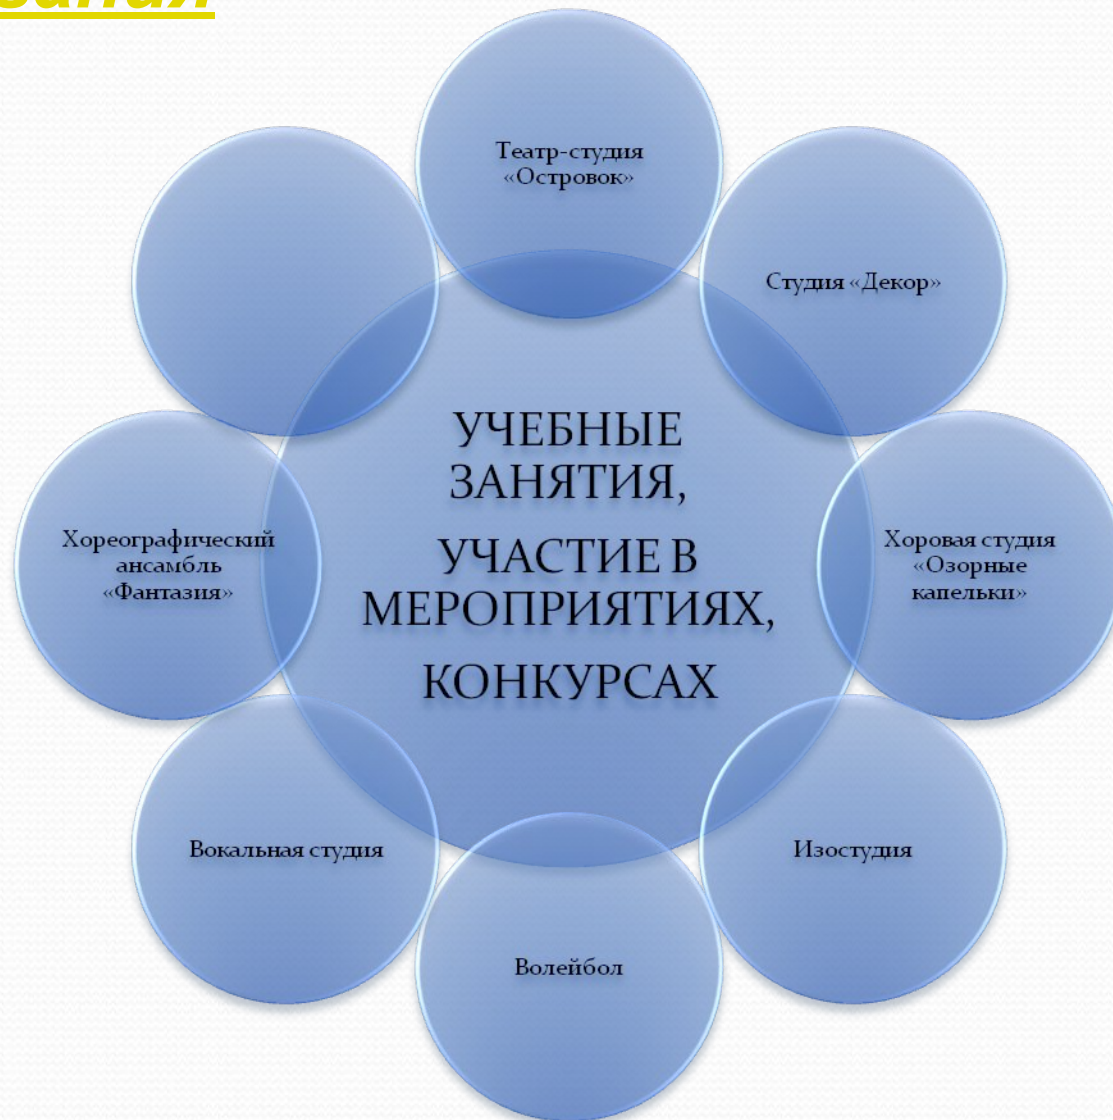 Театр-студия
«Островок»
Студия «Декор»
УЧЕБНЫЕ
ЗАНЯТИЯ,
УЧАСТИЕ В
МЕРОПРИЯТИЯХ,
КОНКУРСАХ
Хореографический
ансамбль
«Фантазия»
Хоровая студия
«Озорные
капельки»
Вокальная студия
Изостудия
Волейбол